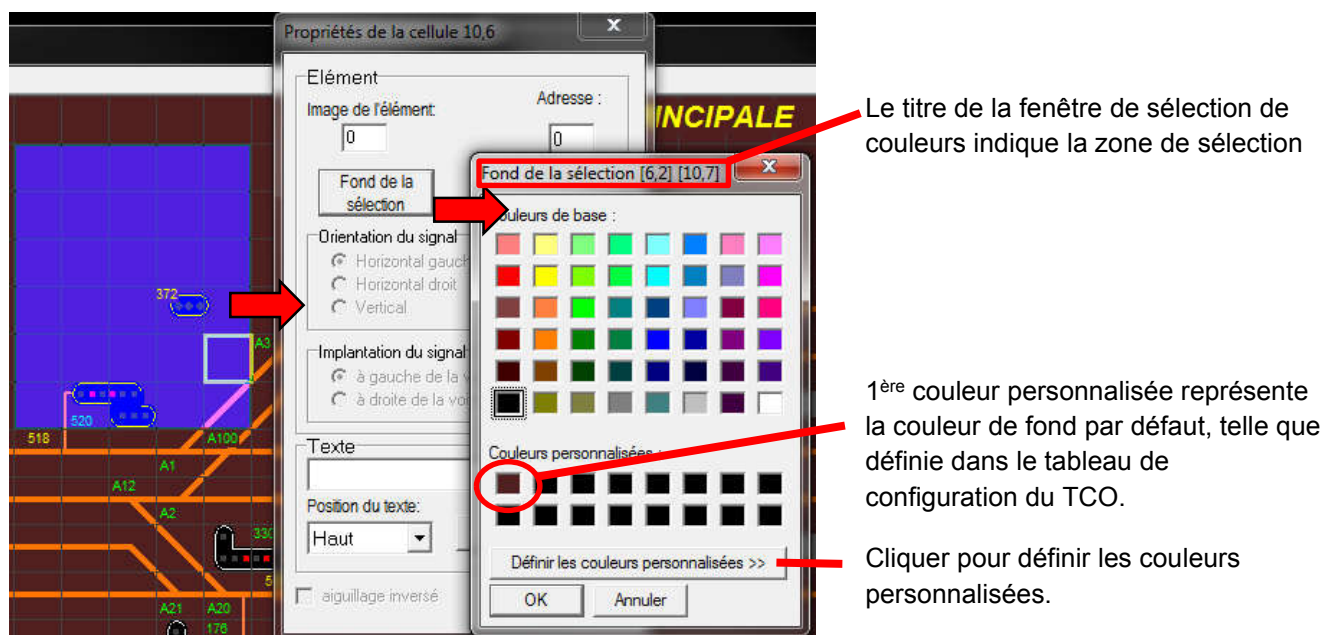 Propriétés de la cellule 10,6
x
Elément
Image de l'élément:
Adresse :
0
0
INCIPALE
Fond de la
sélection
Fond de la sélection [6,2] [10,7]
x
Couleurs de base :
Orientation du signal
Horizontal gauch
Horizontal droit
Vertical
Implantation du signal
à gauche de la v
à droite de la voi
Texte
Position du texte:
Haut
aiguillage inversé
Couleurs personnalisées :
Définir les couleurs personnalisées >>
OK
Annuler
372
A3
520
518
A100
A1
A12
A2
330
5
A21
A20
176
Le titre de la fenêtre de sélection de
couleurs indique la zone de sélection
1ère couleur personnalisée représente
la couleur de fond par défaut, telle que
définie dans le tableau de
configuration du TCO.
Cliquer pour définir les couleurs
personnalisées.